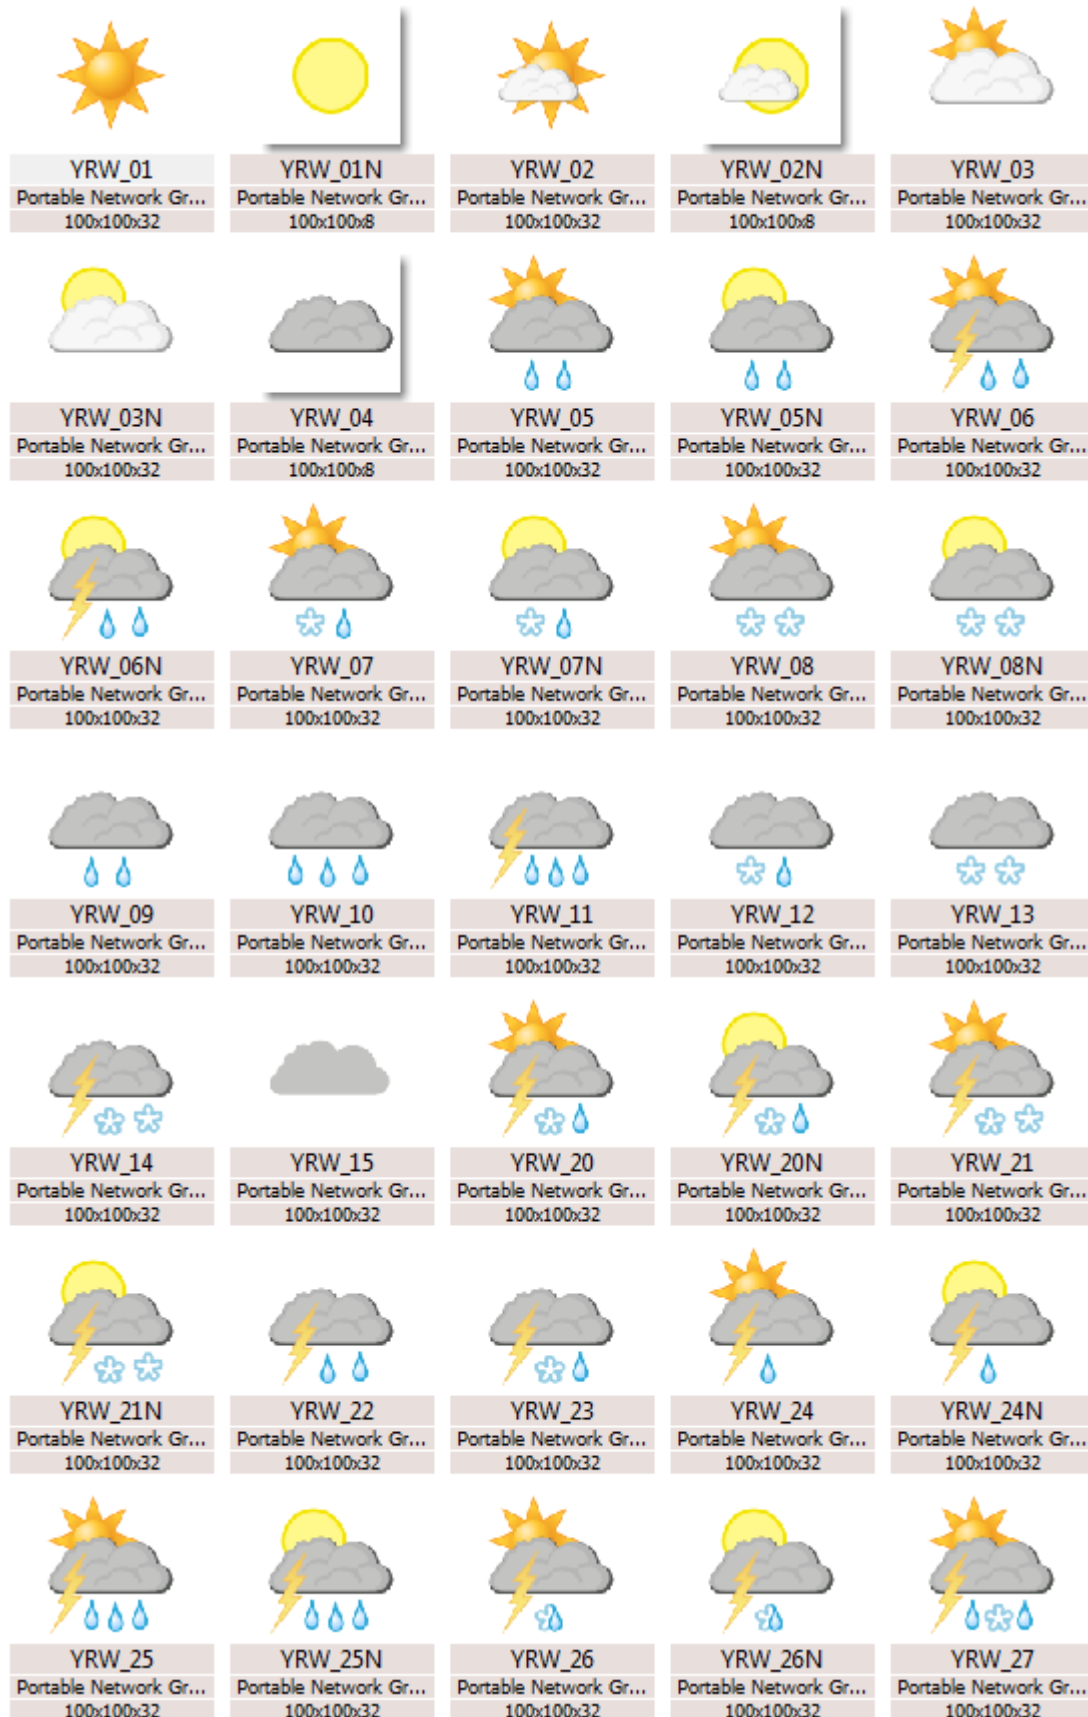 YRW_01 YRW_01N YRW_02 YRW_02N YRW_03
Portable Network Gr... Portable Network Gr... Portable Network Gr... Portable Network Gr... Portable Network Gr...
100x100x32 100x100x8 100x100x32 100x100x8 100x100x32
YRW_03N YRW_04 YRW_05 YRW_05N YRW_06
Portable Network Gr... Portable Network Gr... Portable Network Gr... Portable Network Gr... Portable Network Gr...
100x100x32 100x100x8 100x100x32 100x100x32 100x100x32
YRW_06N YRW_07 YRW_07N YRW_08 YRW_08N
Portable Network Gr... Portable Network Gr... Portable Network Gr... Portable Network Gr... Portable Network Gr...
100x100x32 100x100x32 100x100x32 100x100x32 100x100x32
YRW_09 YRW_10 YRW_11 YRW_12 YRW_13
Portable Network Gr... Portable Network Gr... Portable Network Gr... Portable Network Gr... Portable Network Gr...
100x100x32 100x100x32 100x100x32 100x100x32 100x100x32
YRW_14 YRW_15 YRW_20 YRW_20N YRW_21
Portable Network Gr... Portable Network Gr... Portable Network Gr... Portable Network Gr... Portable Network Gr...
100x100x32 100x100x32 100x100x32 100x100x32 100x100x32
YRW_21N YRW_22 YRW_23 YRW_24 YRW_24N
Portable Network Gr... Portable Network Gr... Portable Network Gr... Portable Network Gr... Portable Network Gr...
100x100x32 100x100x32 100x100x32 100x100x32 100x100x32
YRW_25 YRW_25N YRW_26 YRW_26N YRW_27
Portable Network Gr... Portable Network Gr... Portable Network Gr... Portable Network Gr... Portable Network Gr...
100x100x32 100x100x32 100x100x32 100x100x32 100x100x32